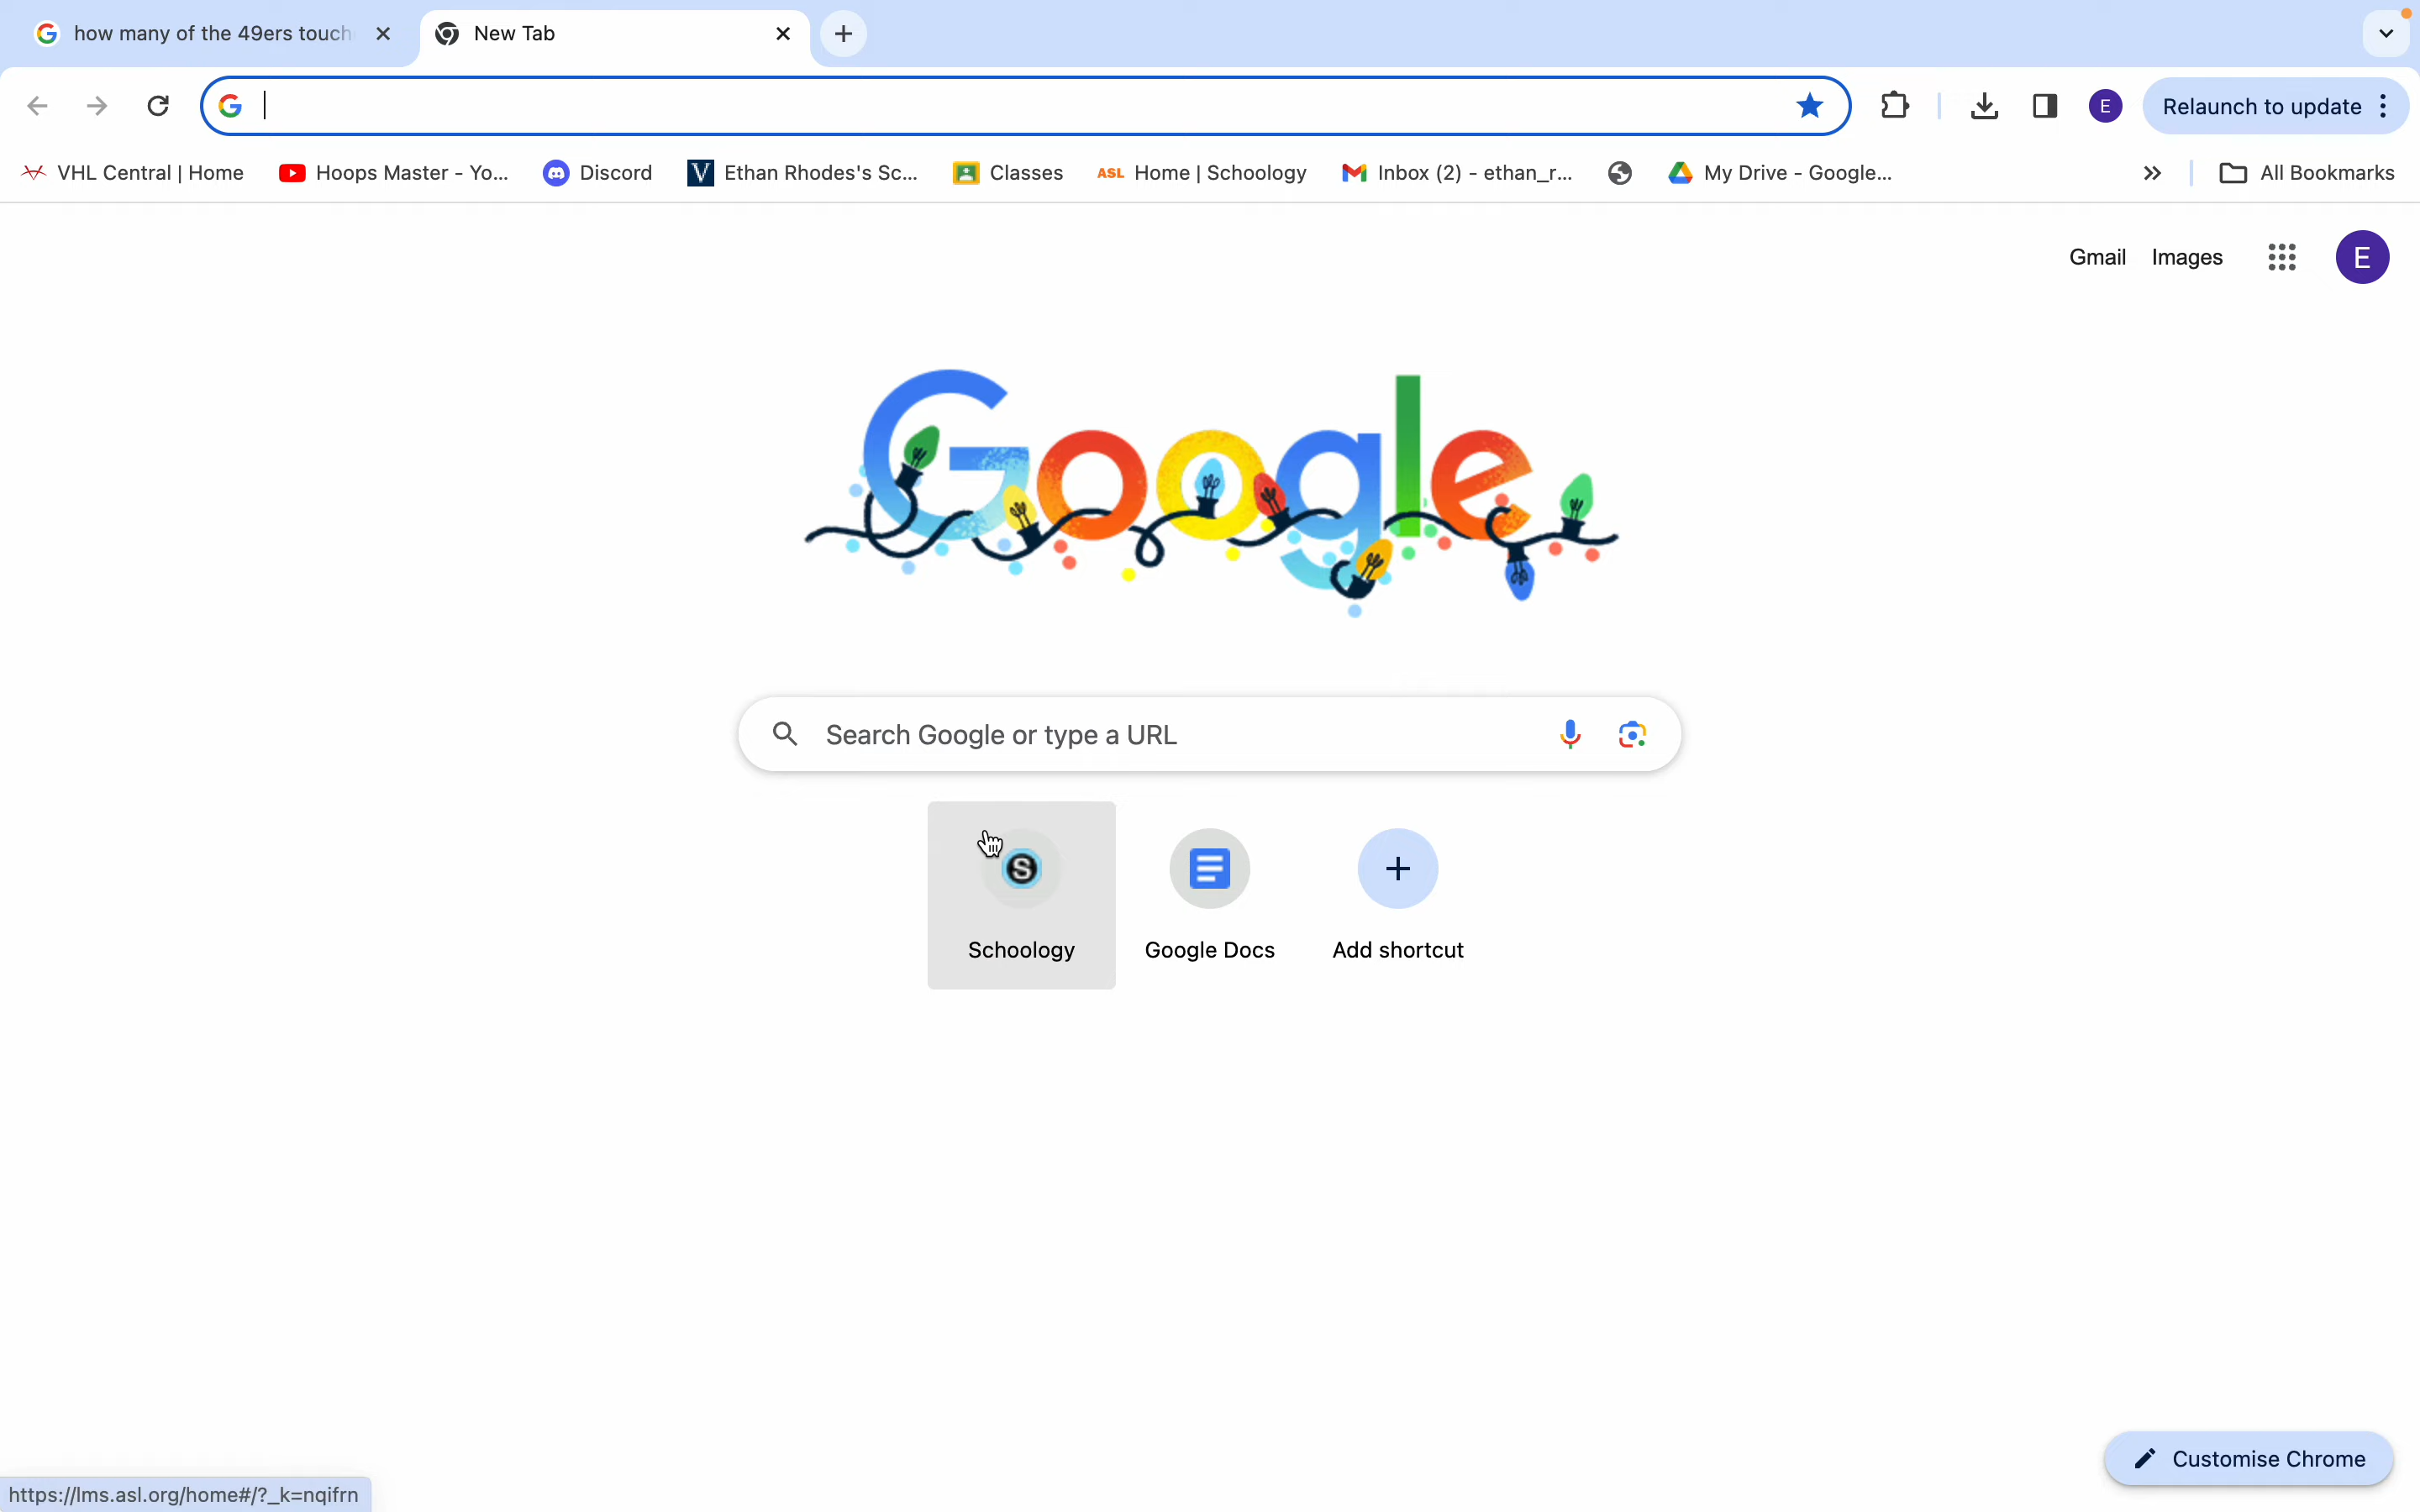 how many of the 49ers touch
New Tab
Relaunch to update
E
VHL Central | Home
Hoops Master - Yo...
Discord
Ethan Rhodes's Sc...
Classes
ASL Home | Schoology
Inbox (2) - ethan_r...
My Drive - Google...
All Bookmarks
Gmail
Images
E
Google
Search Google or type a URL
Schoology
Google Docs
Add shortcut
Customise Chrome
https://lms.asl.org/home#/?_k=nqifrn